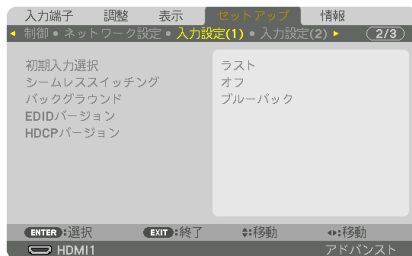 入力端子 調整 表示 セットアップ 情報
制御 ● ネットワーク設定 ● 入力設定(1) ● 入力設定(2) 2/3
初期入力選択 ラスト
シームレススイッチング オフ
バックグラウンド ブルーバック
EDIDバージョン
HDCPバージョン
ENTER :選択 EXIT :終了 :移動 :移動
HDMI1 アドバンスト